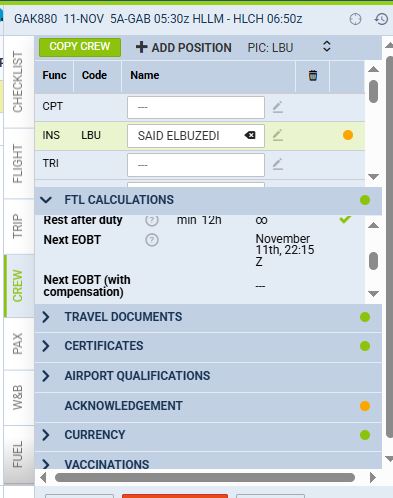 GAK880 11-NOV 5A-GAB 05:30z HLLM - HLCH 06:50z
COPY CREW + ADD POSITION PIC: LBU
Func Code Name
CPT ---
INS LBU SAID ELBUZEDI
TRI ---
FTL CALCULATIONS
Rest after duty ? min 12h ∞
Next EOBT ? November
11th, 22:15
Z
Next EOBT (with
compensation) ---
TRAVEL DOCUMENTS
CERTIFICATES
AIRPORT QUALIFICATIONS
ACKNOWLEDGEMENT
CURRENCY
VACCINATIONS
CHECKLIST
FLIGHT
TRIP
CREW
PAX
W&B
FUEL